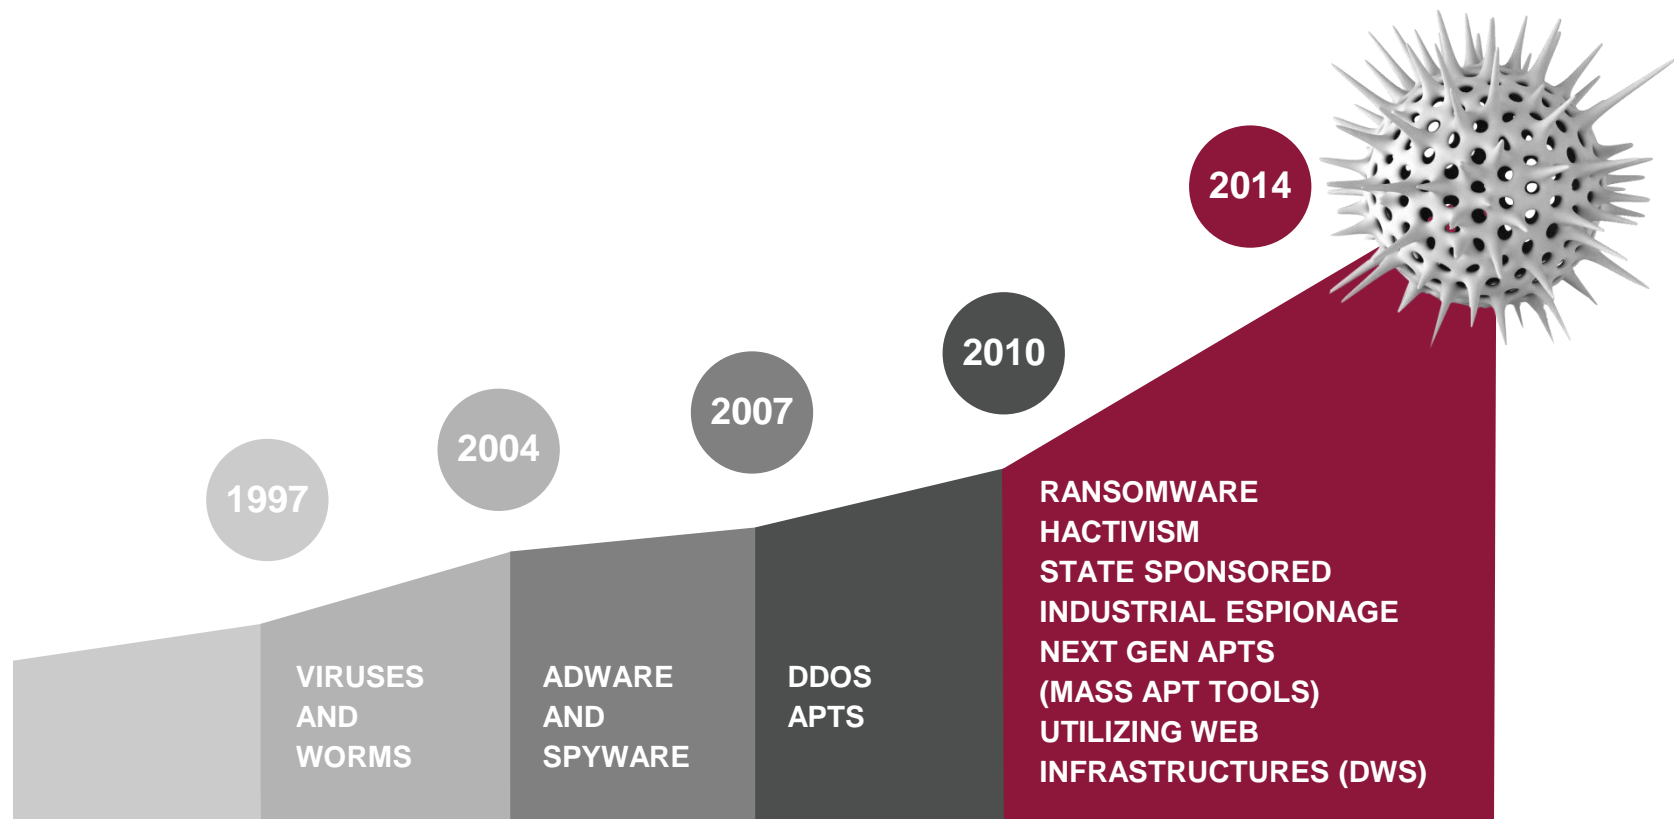 1997
2004
2007
2010
2014
VIRUSES
AND
WORMS
ADWARE
AND
SPYWARE
DDOS
APTS
RANSOMWARE
HACTIVISM
STATE SPONSORED
INDUSTRIAL ESPIONAGE
NEXT GEN APTS
(MASS APT TOOLS)
UTILIZING WEB
INFRASTRUCTURES (DWS)